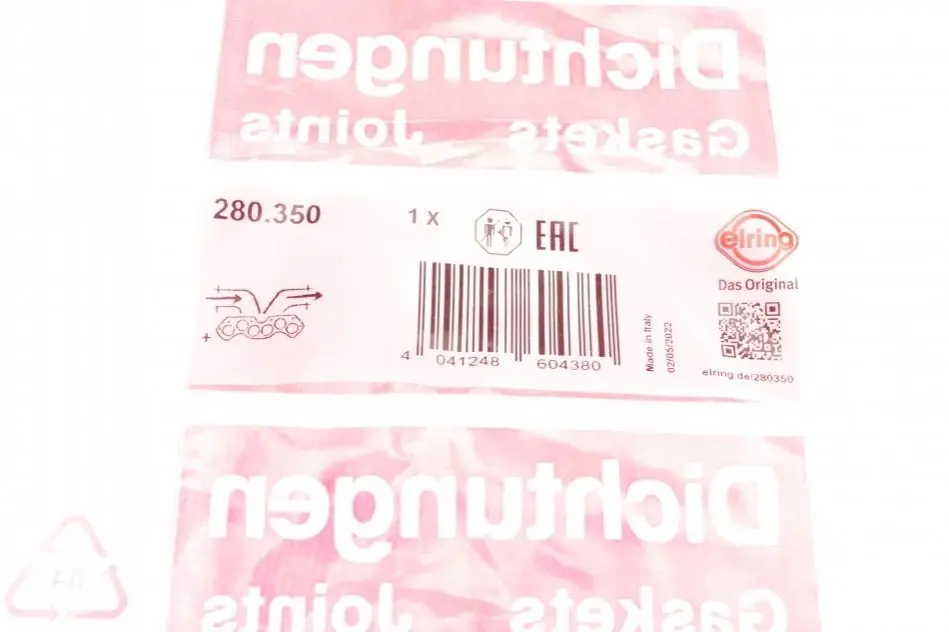 Dichtungen
Gaskets Joints
280.350
1 X
EAC
elring
Das Original
4 041248 604380
Made in Italy
02/05/2022
elring.de/280350
Dichtungen
Gaskets Joints